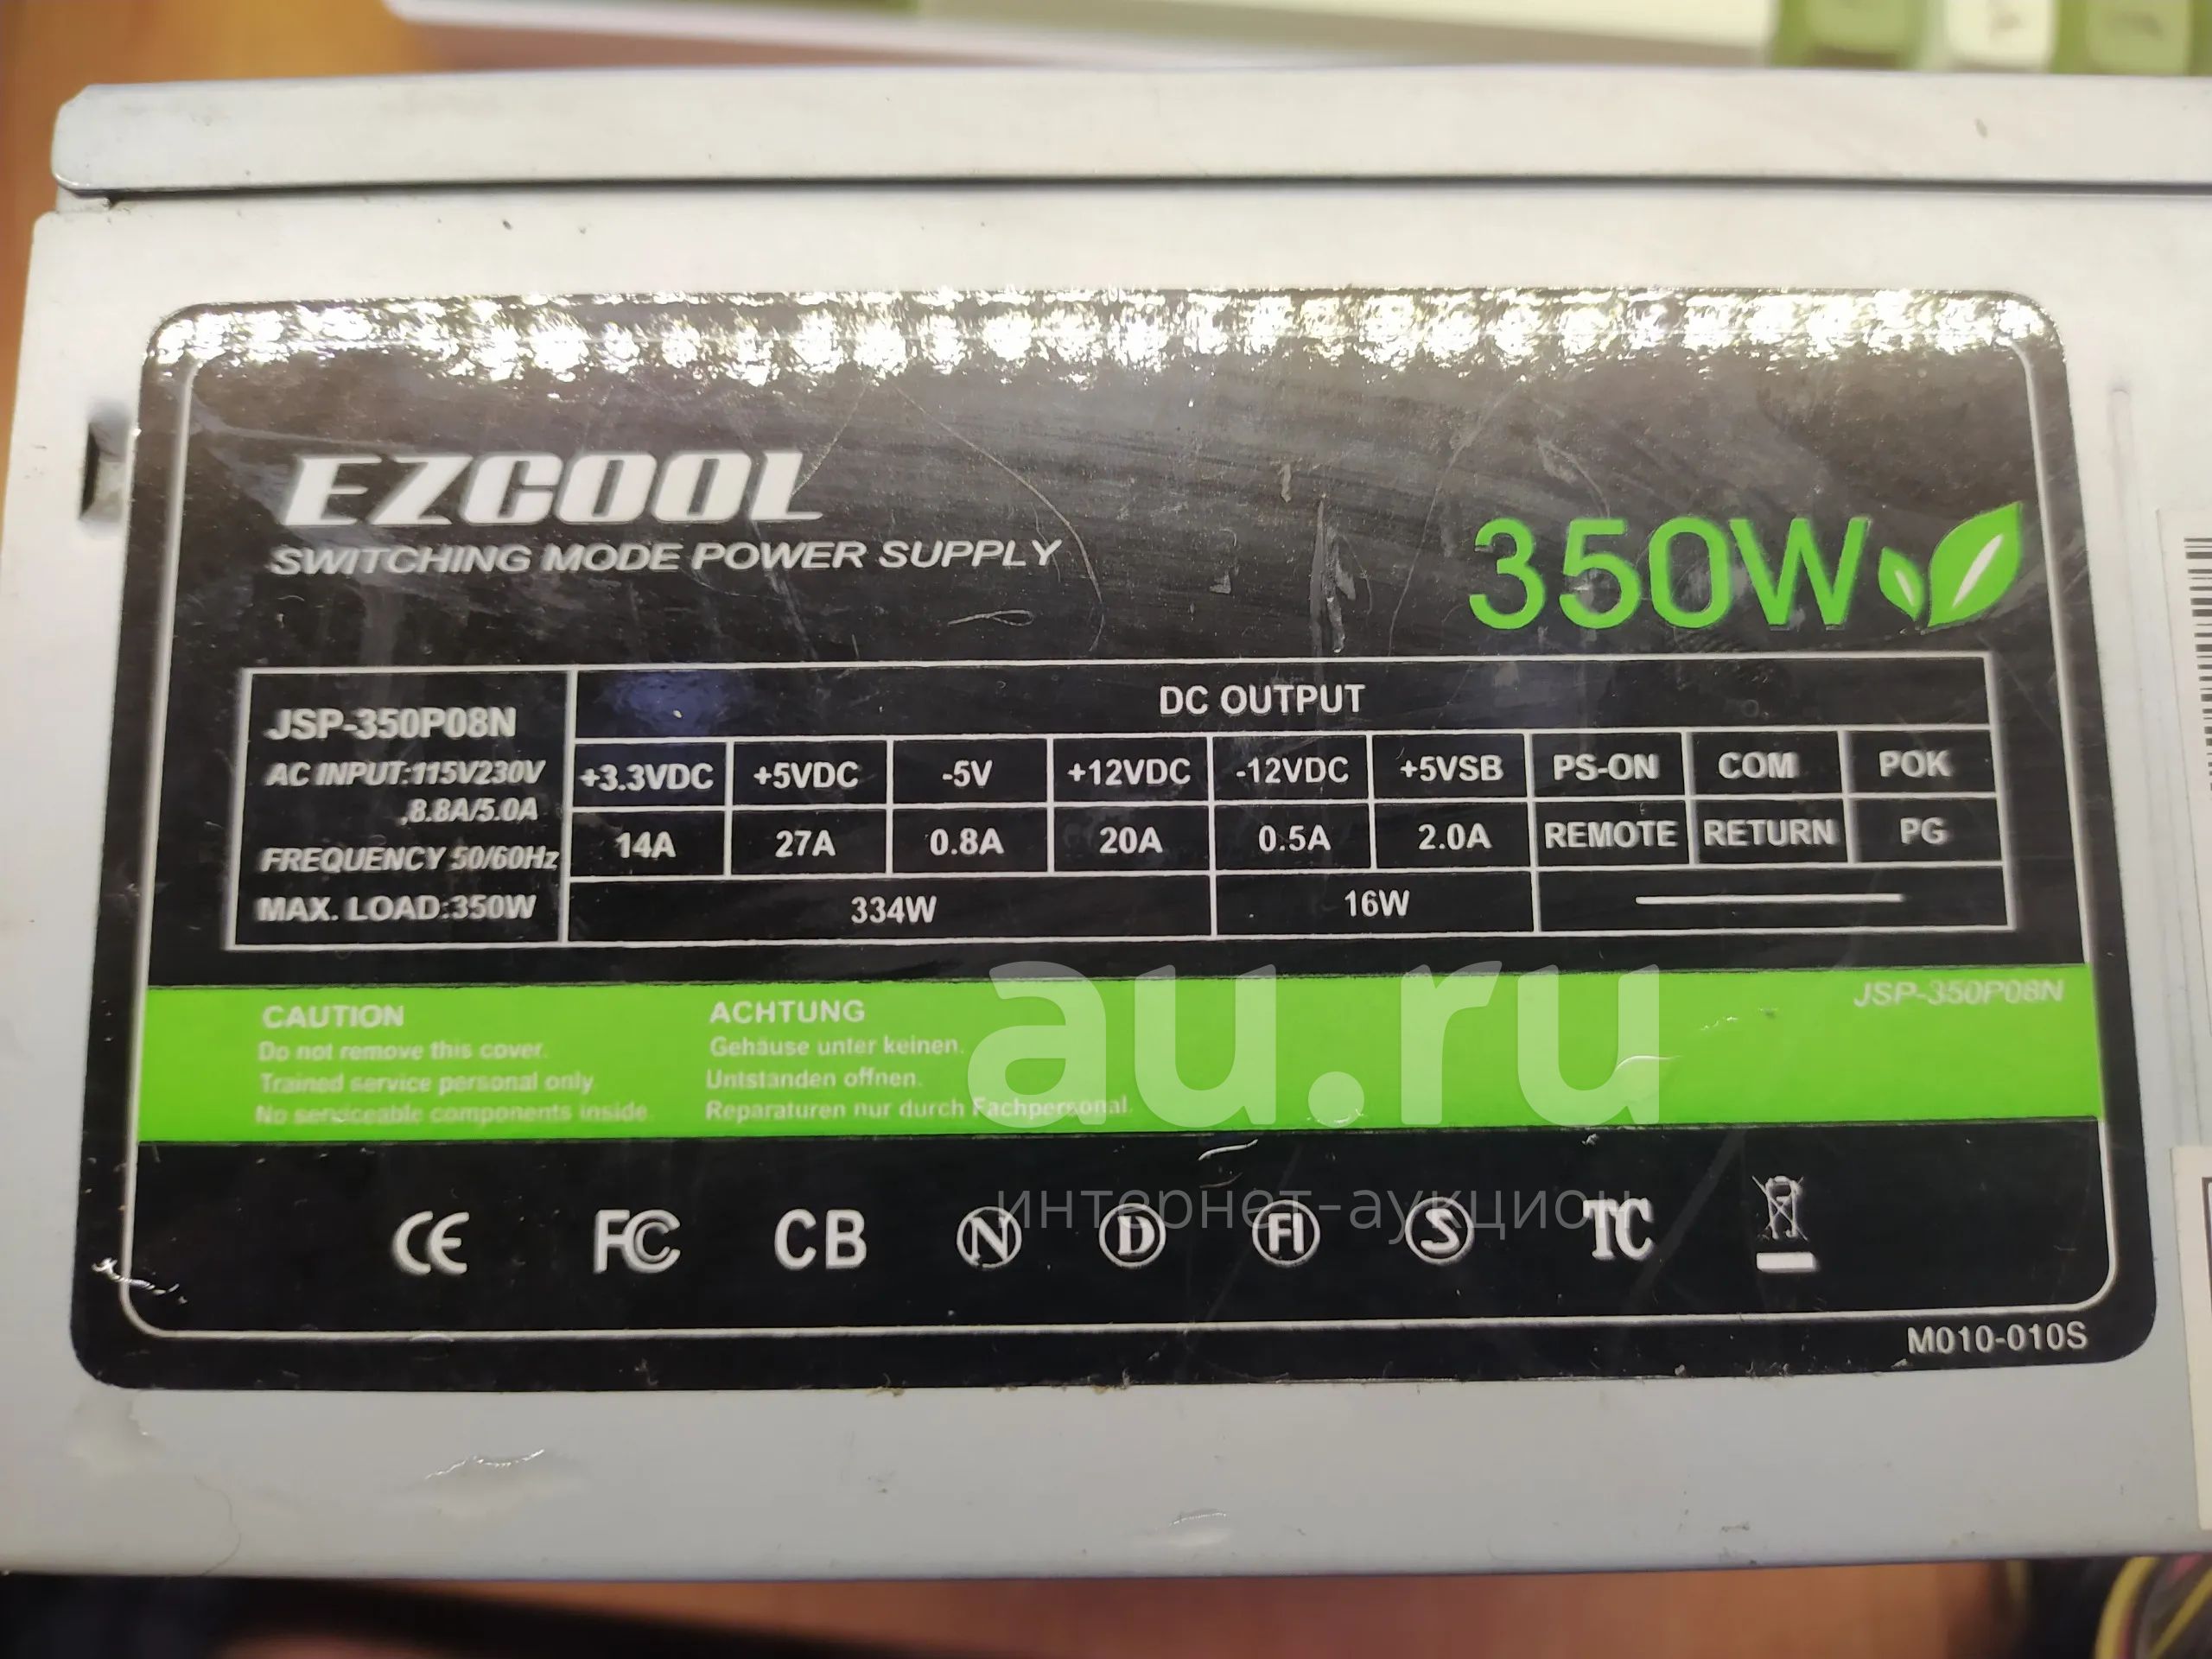 EZCOOL
SWITCHING MODE POWER SUPPLY
350W
JSP-350P08N
AC INPUT:115V230V
,8.8A/5.0A
FREQUENCY 50/60Hz
MAX. LOAD:350W
DC OUTPUT
+3.3VDC +5VDC -5V +12VDC -12VDC +5VSB PS-ON COM POK
14A 27A 0.8A 20A 0.5A 2.0A REMOTE RETURN PG
334W 16W
JSP-350P08N
CAUTION
Do not remove this cover.
Trained service personal only
No senviceable components inside.
ACHTUNG
Gehäuse unter keinen.
Untständen offnen.
Reparaturen nur durch Fachpersonal.
au.ru
интернет-аукцион
CE FC CB N D FI S TC
M010-010S